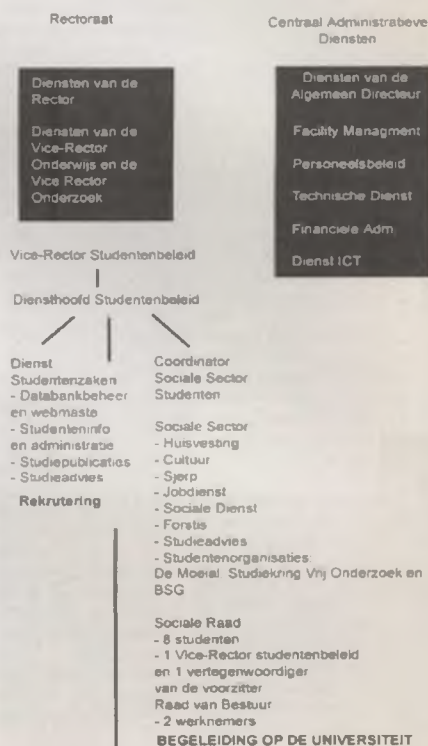 Rectoraat
Centraal Administratieve
Diensten
Diensten van de
Rector
Diensten van de
Vice-Rector
Onderwijs en de
Vice Rector
Onderzoek
Diensten van de
Algemeen Directeur
Facility Managment
Personeelsbeleid
Technische Dienst
Financiele Adm
Dienst ICT
Vice-Rector Studentenbeleid
Diensthoofd Studentenbeleid
Dienst
Studentenzaken
- Databankbeheer
en webmaste
- Studenteninfo
en administratie
- Studiepublicaties
- Studieadvies
Rekrutering
Coordinator
Sociale Sector
Studenten
Sociale Sector
- Huisvesting
- Cultuur
- Sjerp
- Jobdienst
- Sociale Dienst
- Forstis
- Studieadvies
- Studentenorganisaties:
De Moeial Studiekring Vrij Onderzoek en
BSG
Sociale Raad
- 8 studenten
- 1 Vice-Rector studentenbeleid
en 1 vertegenwoordiger
van de voorzitter
Raad van Bestuur
- 2 werknemers
BEGELEIDING OP DE UNIVERSITEIT